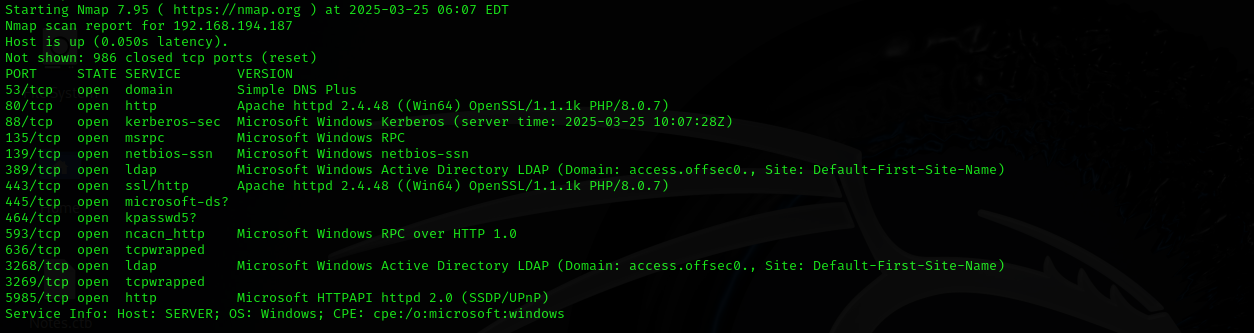 Starting Nmap 7.95 ( https://nmap.org ) at 2025-03-25 06:07 EDT
Nmap scan report for 192.168.194.187
Host is up (0.050s latency).
Not shown: 986 closed tcp ports (reset)
PORT     STATE SERVICE       VERSION
53/tcp   open  domain        Simple DNS Plus
80/tcp   open  http          Apache httpd 2.4.48 ((Win64) OpenSSL/1.1.1k PHP/8.0.7)
88/tcp   open  kerberos-sec  Microsoft Windows Kerberos (server time: 2025-03-25 10:07:28Z)
135/tcp  open  msrpc         Microsoft Windows RPC
139/tcp  open  netbios-ssn   Microsoft Windows netbios-ssn
389/tcp  open  ldap          Microsoft Windows Active Directory LDAP (Domain: access.offsec0., Site: Default-First-Site-Name)
443/tcp  open  ssl/http      Apache httpd 2.4.48 ((Win64) OpenSSL/1.1.1k PHP/8.0.7)
445/tcp  open  microsoft-ds?
464/tcp  open  kpasswd5?
593/tcp  open  ncacn_http    Microsoft Windows RPC over HTTP 1.0
636/tcp  open  tcpwrapped
3268/tcp open  ldap          Microsoft Windows Active Directory LDAP (Domain: access.offsec0., Site: Default-First-Site-Name)
3269/tcp open  tcpwrapped
5985/tcp open  http          Microsoft HTTPAPI httpd 2.0 (SSDP/UPnP)
Service Info: Host: SERVER; OS: Windows; CPE: cpe:/o:microsoft:windows